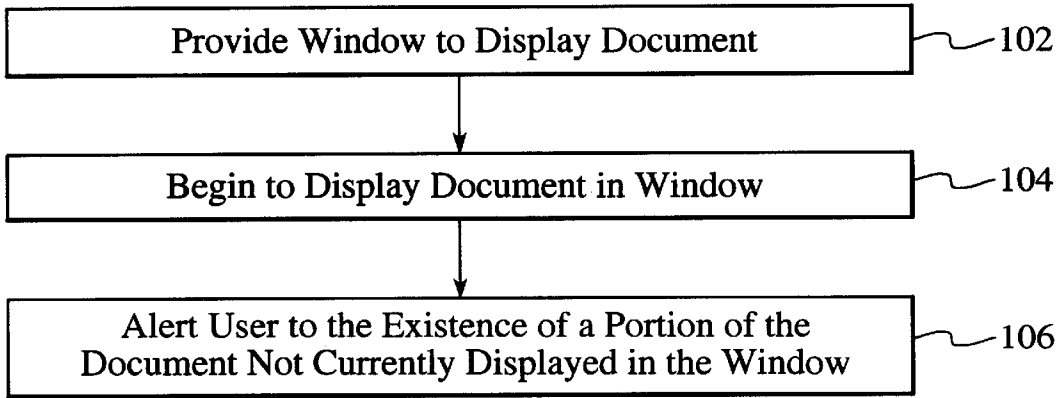 Provide Window to Display Document
102
Begin to Display Document in Window
104
Alert User to the Existence of a Portion of the
Document Not Currently Displayed in the Window
106